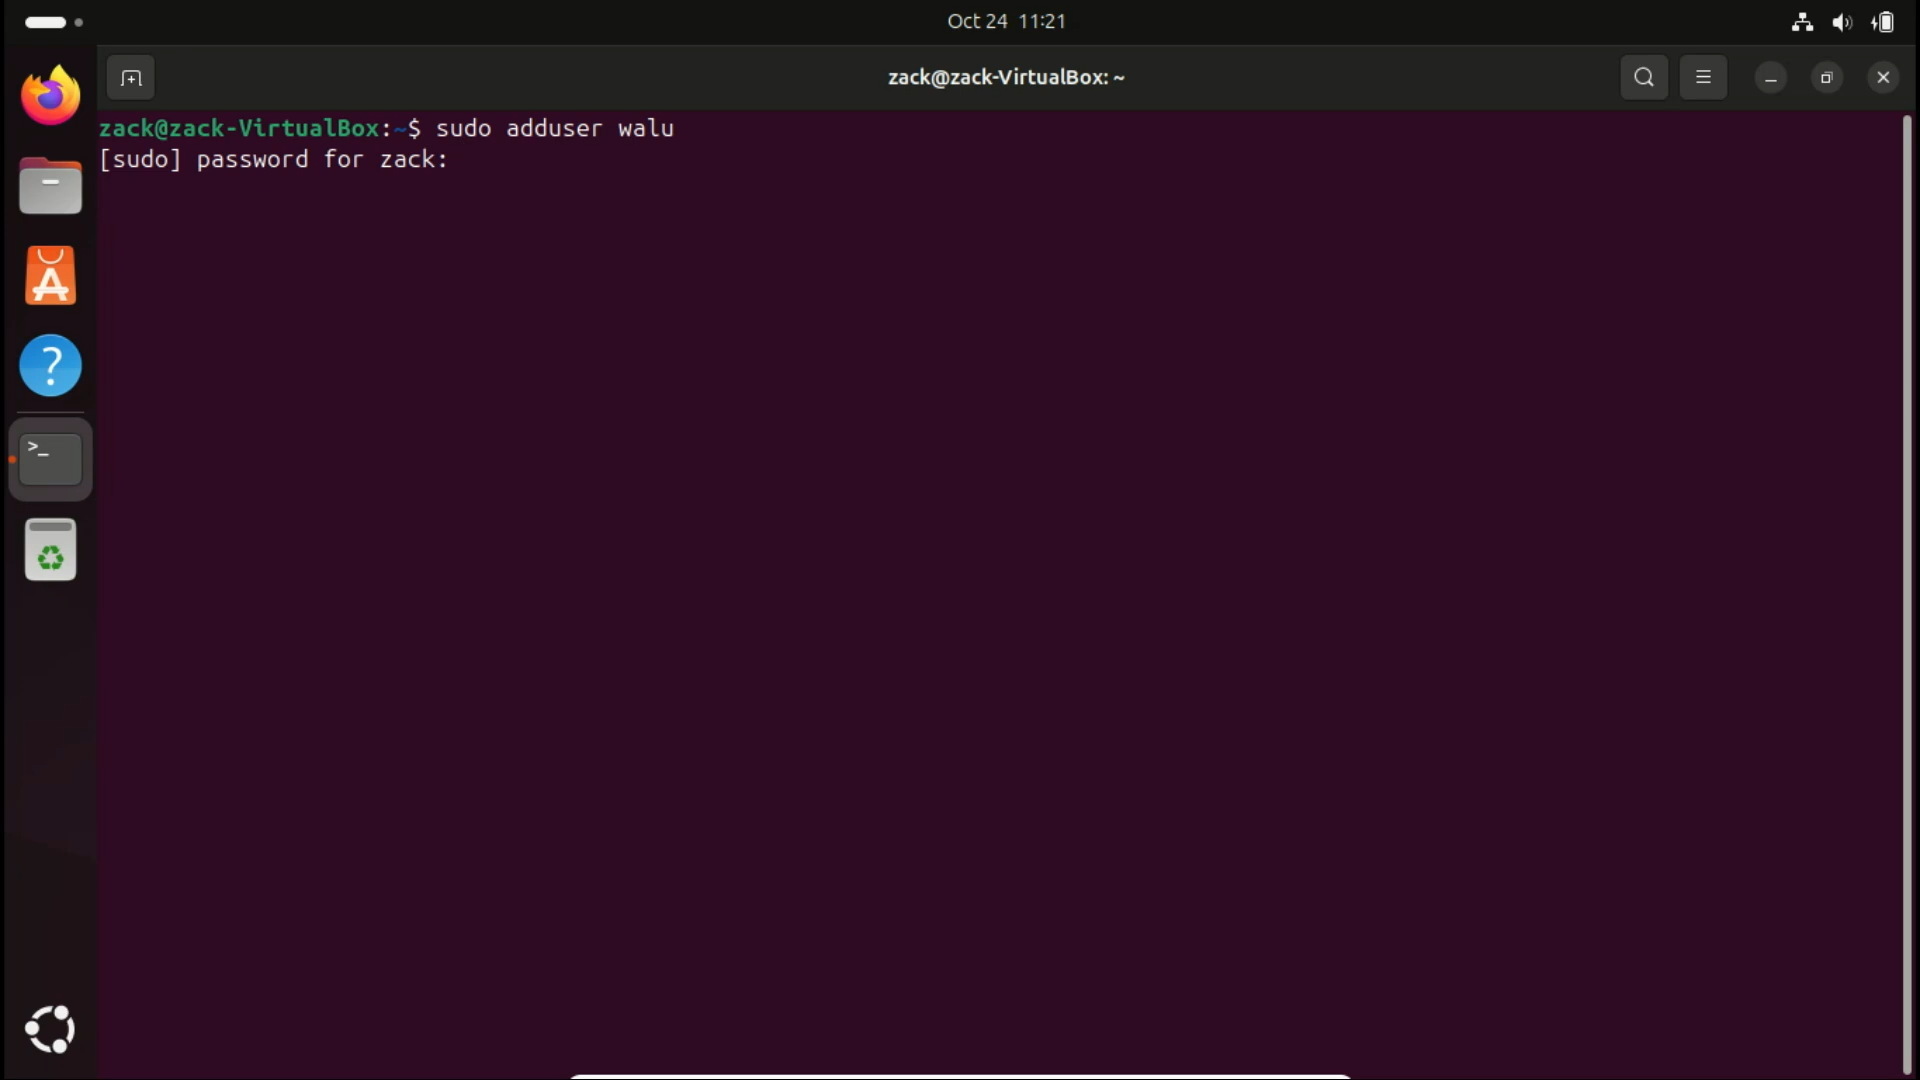 Oct 24 11:21
zack@zack-VirtualBox: ~
zack@zack-VirtualBox:~$ sudo adduser walu
[sudo] password for zack: